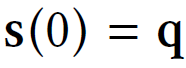 s(0) = q